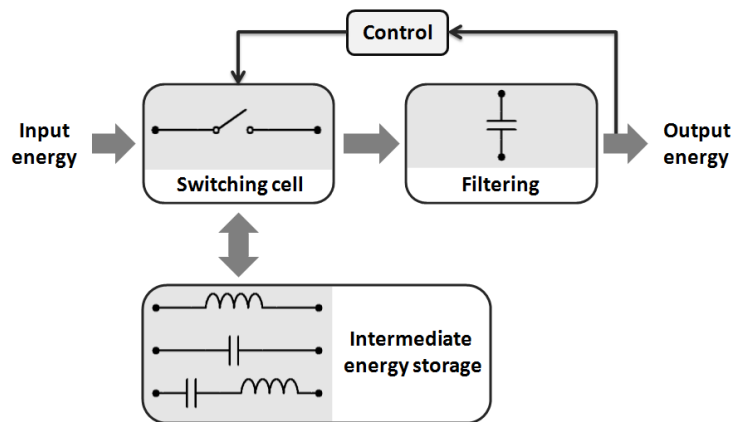 Control
Input
energy
Switching cell
Filtering
Output
energy
Intermediate
energy storage